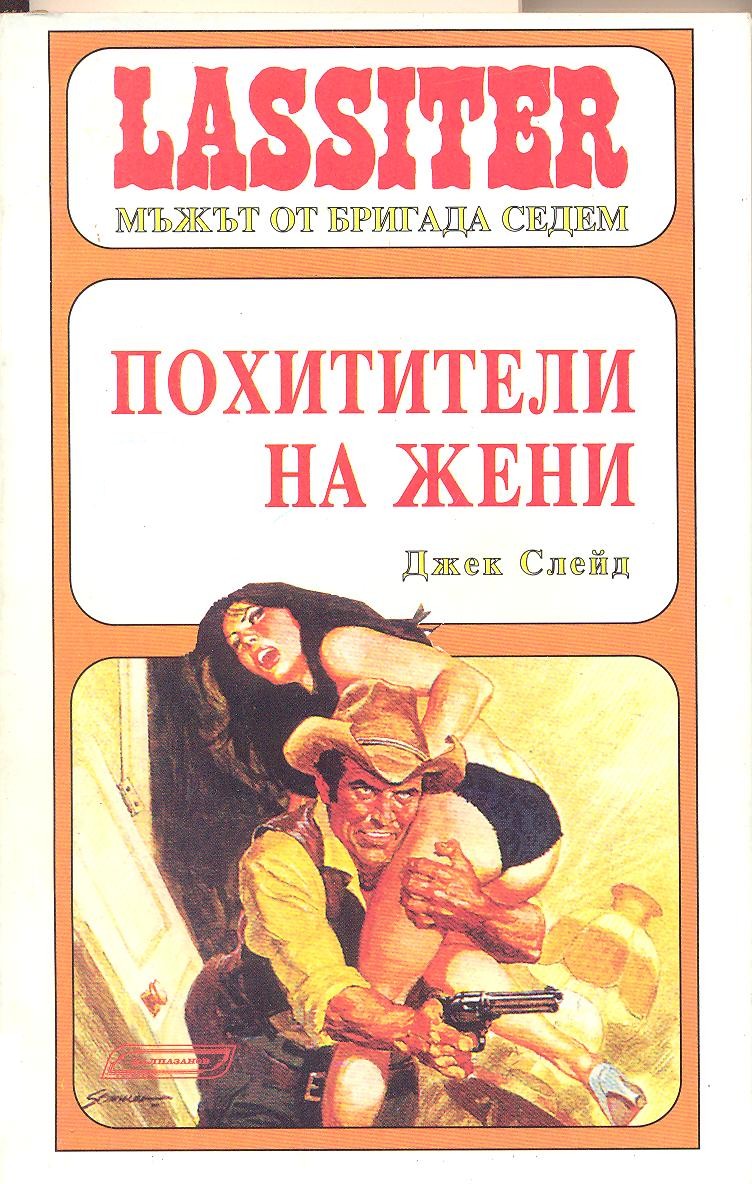 LASSITER
МЪЖЪТ ОТ БРИГАДА СЕДЕМ
ПОХИТИТЕЛИ
НА ЖЕНИ
Джек Слейд